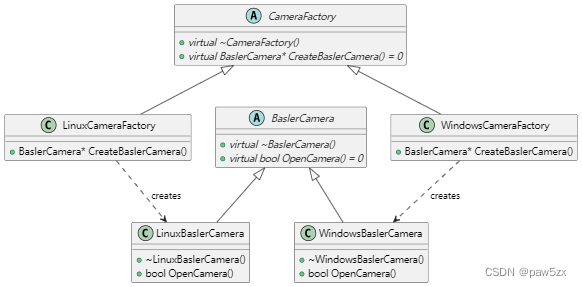 A CameraFactory
virtual ~CameraFactory()
virtual BaslerCamera* CreateBaslerCamera() = 0
C LinuxCameraFactory
BaslerCamera* CreateBaslerCamera()
A BaslerCamera
virtual ~BaslerCamera()
virtual bool OpenCamera() = 0
C WindowsCameraFactory
BaslerCamera* CreateBaslerCamera()
creates
creates
C LinuxBaslerCamera
~LinuxBaslerCamera()
bool OpenCamera()
C WindowsBaslerCamera
~WindowsBaslerCamera()
bool OpenCamera()
CSDN @paw5zx